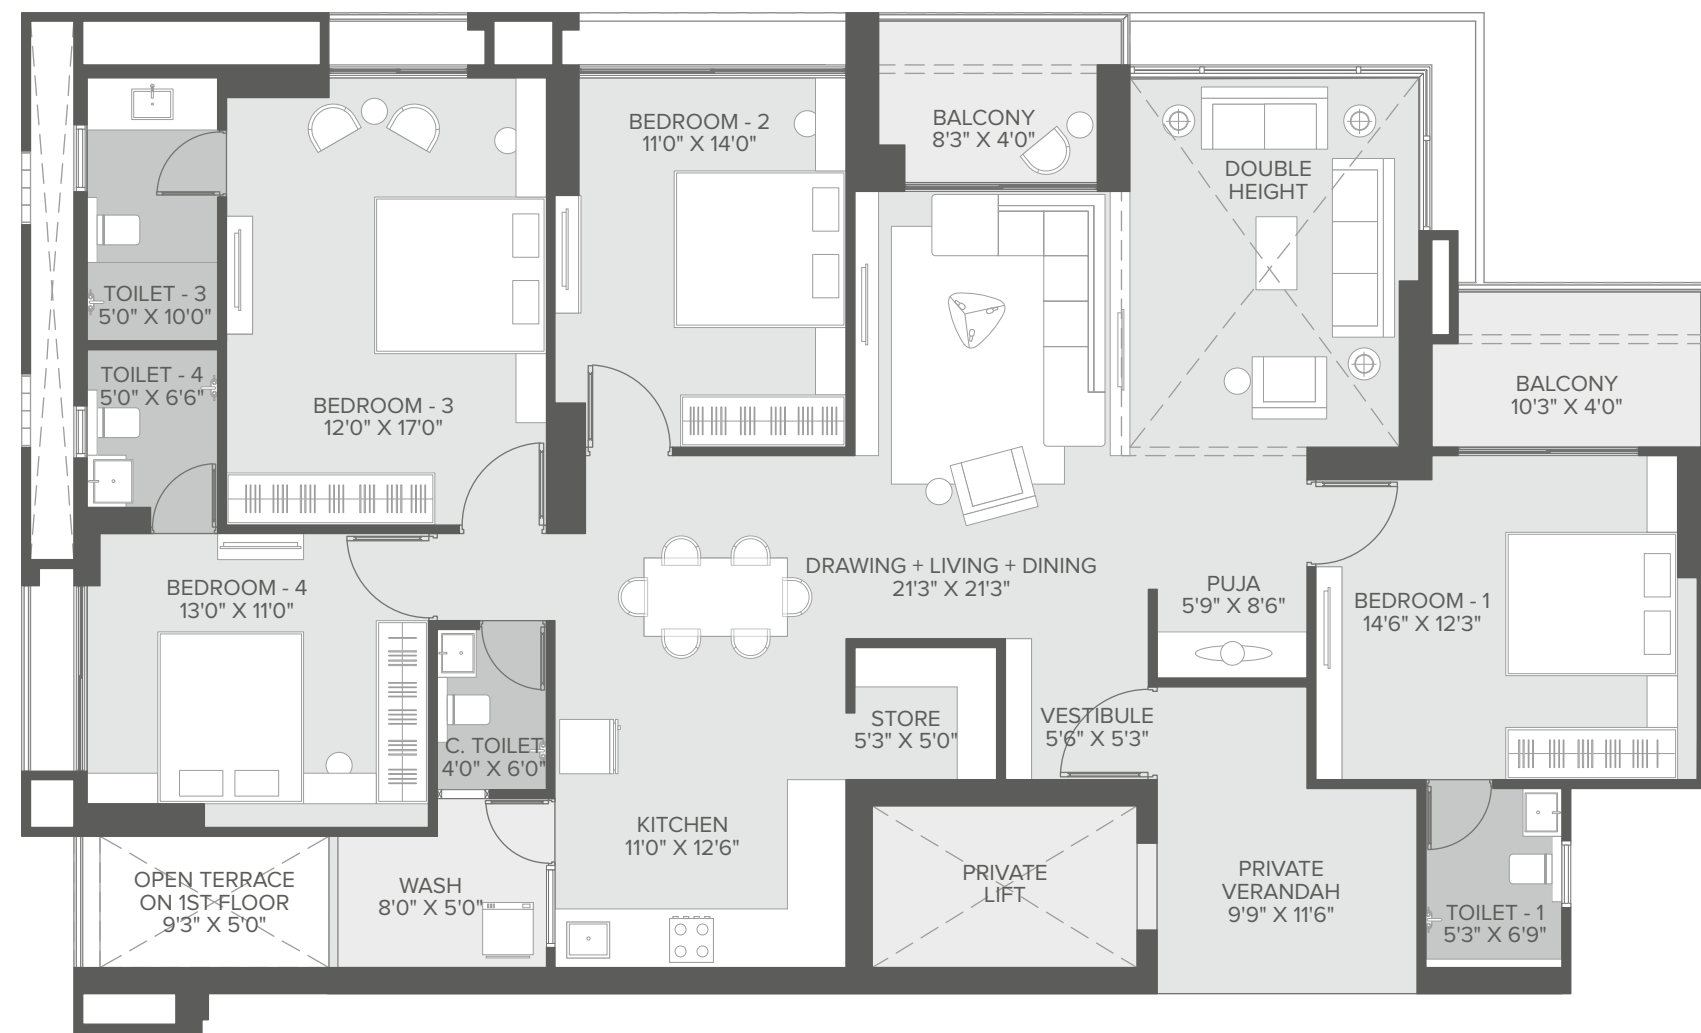 BEDROOM - 2
11'0" X 14'0"
BALCONY
8'3" X 4'0"
DOUBLE
HEIGHT
TOILET - 3
5'0" X 10'0"
TOILET - 4
5'0" X 6'6"
BEDROOM - 3
12'0" X 17'0"
BALCONY
10'3" X 4'0"
DRAWING + LIVING + DINING
21'3" X 21'3"
PUJA
5'9" X 8'6"
BEDROOM - 4
13'0" X 11'0"
BEDROOM - 1
14'6" X 12'3"
STORE
5'3" X 5'0"
VESTIBULE
5'6" X 5'3"
C. TOILET
4'0" X 6'0"
KITCHEN
11'0" X 12'6"
OPEN TERRACE
ON 1ST FLOOR
9'3" X 5'0"
WASH
8'0" X 5'0"
PRIVATE
LIFT
PRIVATE
VERANDAH
9'9" X 11'6"
TOILET - 1
5'3" X 6'9"